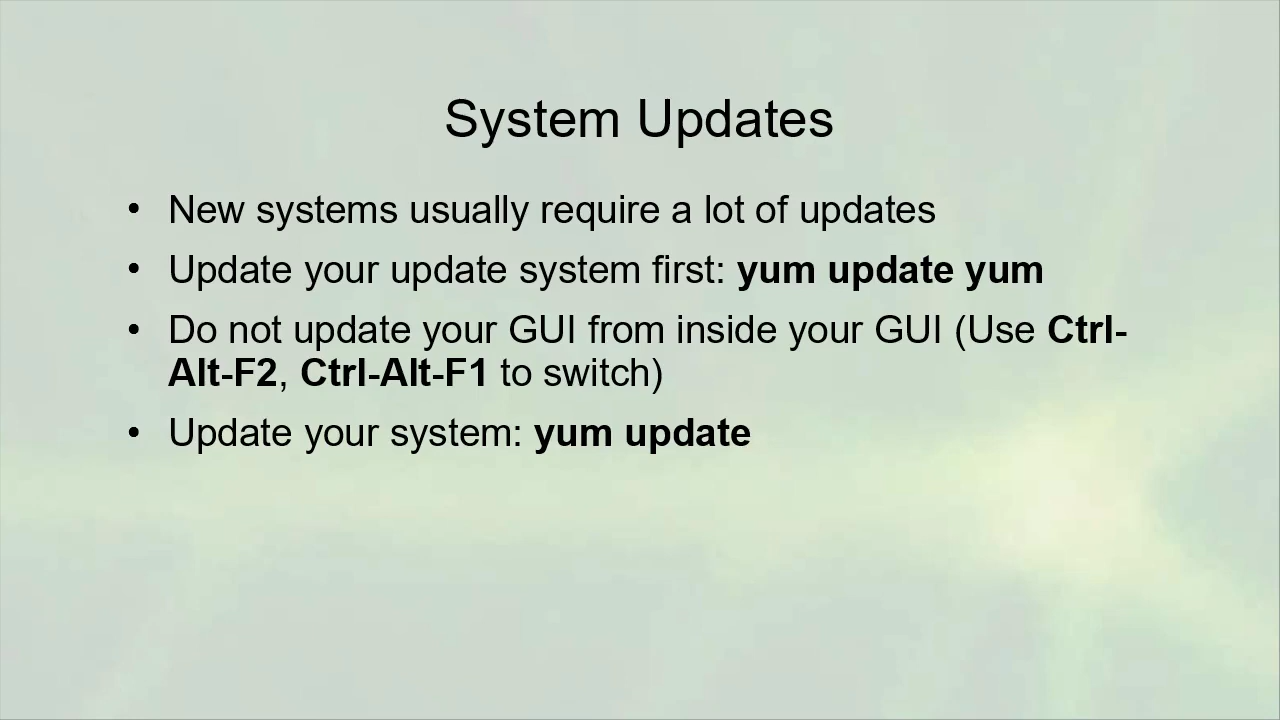 System Updates
• New systems usually require a lot of updates
• Update your update system first: yum update yum
• Do not update your GUI from inside your GUI (Use Ctrl-
Alt-F2, Ctrl-Alt-F1 to switch)
• Update your system: yum update